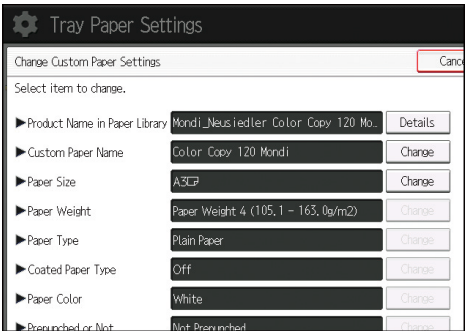 Tray Paper Settings
Change Custom Paper Settings
Select item to change.
►Product Name in Paper Library Mondi_Neusiedler Color Copy 120 Mo... Details
►Custom Paper Name Color Copy 120 Mondi Change
►Paper Size A3 Change
►Paper Weight Paper Weight 4 (105.1 - 163.0g/m2) Change
►Paper Type Plain Paper Change
►Coated Paper Type Off Change
►Paper Color White Change
►Prepunched or Not Not Prepunched